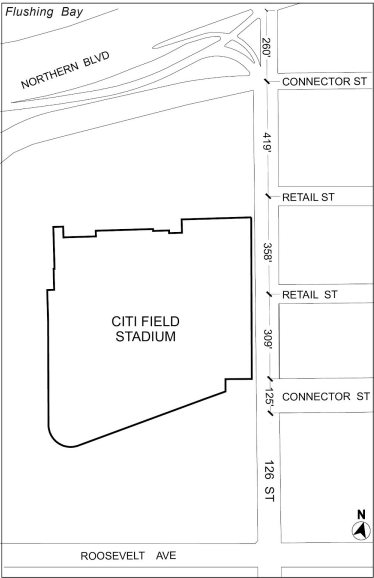 Flushing Bay
NORTHERN BLVD
260'
CONNECTOR ST
419'
RETAIL ST
358'
RETAIL ST
309'
CITI FIELD
STADIUM
125'
CONNECTOR ST
126 ST
N
ROOSEVELT AVE